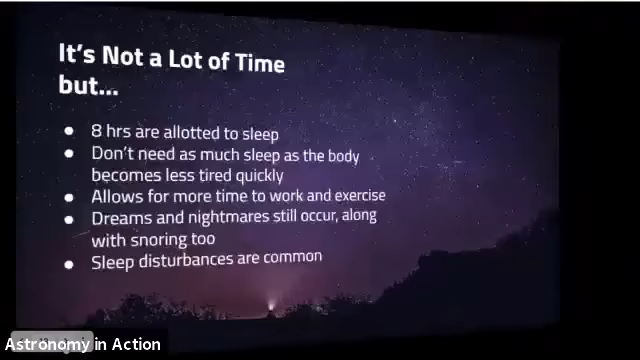 It's Not a Lot of Time
but...
● 8 hrs are allotted to sleep
● Don't need as much sleep as the body
becomes less tired quickly
● Allows for more time to work and exercise
● Dreams and nightmares still occur, along
with snoring too
● Sleep disturbances are common
Astronomy in Action